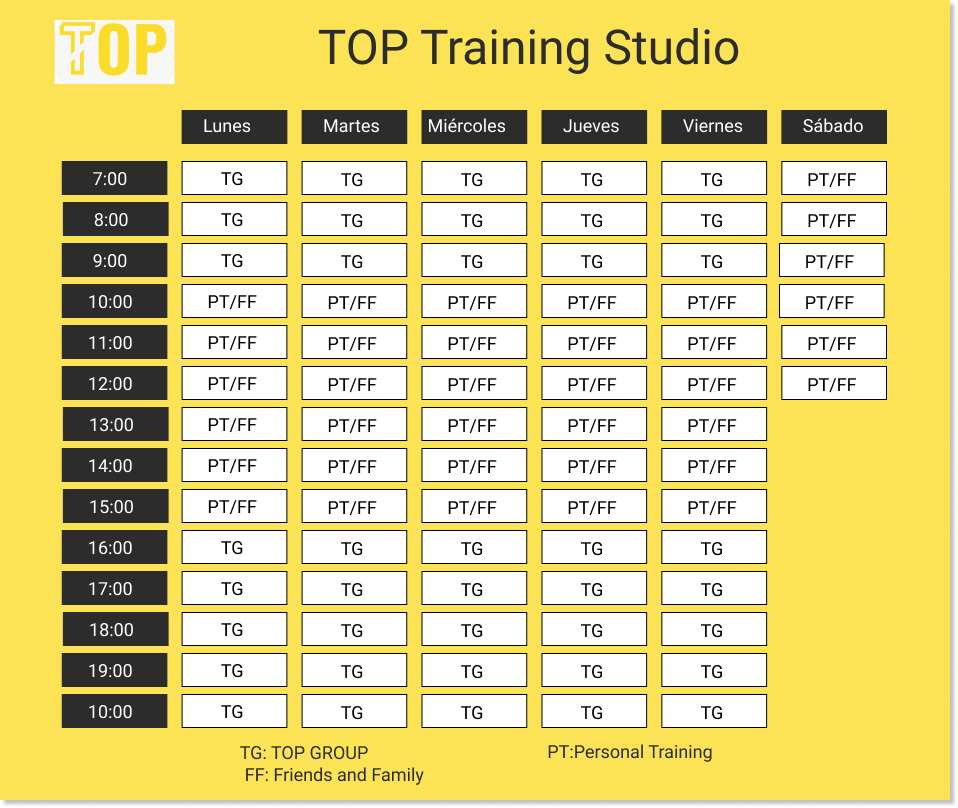 TOP
TOP Training Studio
Lunes Martes Miércoles Jueves Viernes Sábado
7:00 TG TG TG TG TG PT/FF
8:00 TG TG TG TG TG PT/FF
9:00 TG TG TG TG TG PT/FF
10:00 PT/FF PT/FF PT/FF PT/FF PT/FF PT/FF
11:00 PT/FF PT/FF PT/FF PT/FF PT/FF PT/FF
12:00 PT/FF PT/FF PT/FF PT/FF PT/FF PT/FF
13:00 PT/FF PT/FF PT/FF PT/FF PT/FF
14:00 PT/FF PT/FF PT/FF PT/FF PT/FF
15:00 PT/FF PT/FF PT/FF PT/FF PT/FF
16:00 TG TG TG TG TG
17:00 TG TG TG TG TG
18:00 TG TG TG TG TG
19:00 TG TG TG TG TG
10:00 TG TG TG TG TG
TG: TOP GROUP PT:Personal Training
FF: Friends and Family